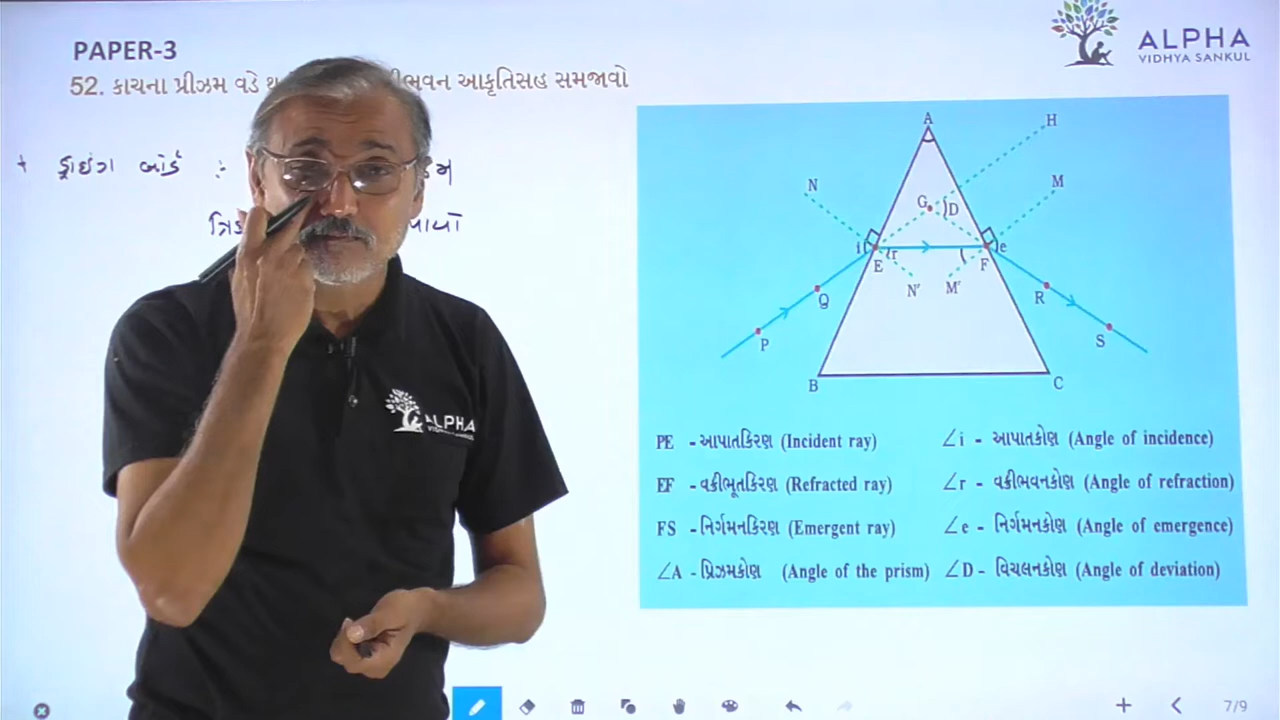 PAPER-3
ALPHA
VIDHYA SANKUL
52. કાચના પ્રીઝમ વડે આકૃતિસહ સમજાવો
+ ડ્રોઇંગ બોર્ડ :-
A
H
N
M
G
D
i
E
r
F
e
N'
M'
Q
R
P
S
B
C
ALPHA
VIDHYA SANKUL
PE - આપાતકિરણ (Incident ray)
∠i - આપાતકોણ (Angle of incidence)
EF - વક્રીભૂતકિરણ (Refracted ray)
∠r - વક્રીભવનકોણ (Angle of refraction)
FS - નિર્ગમનકિરણ (Emergent ray)
∠e - નિર્ગમનકોણ (Angle of emergence)
∠A - પ્રિઝમકોણ (Angle of the prism)
∠D - વિચલનકોણ (Angle of deviation)
7/9